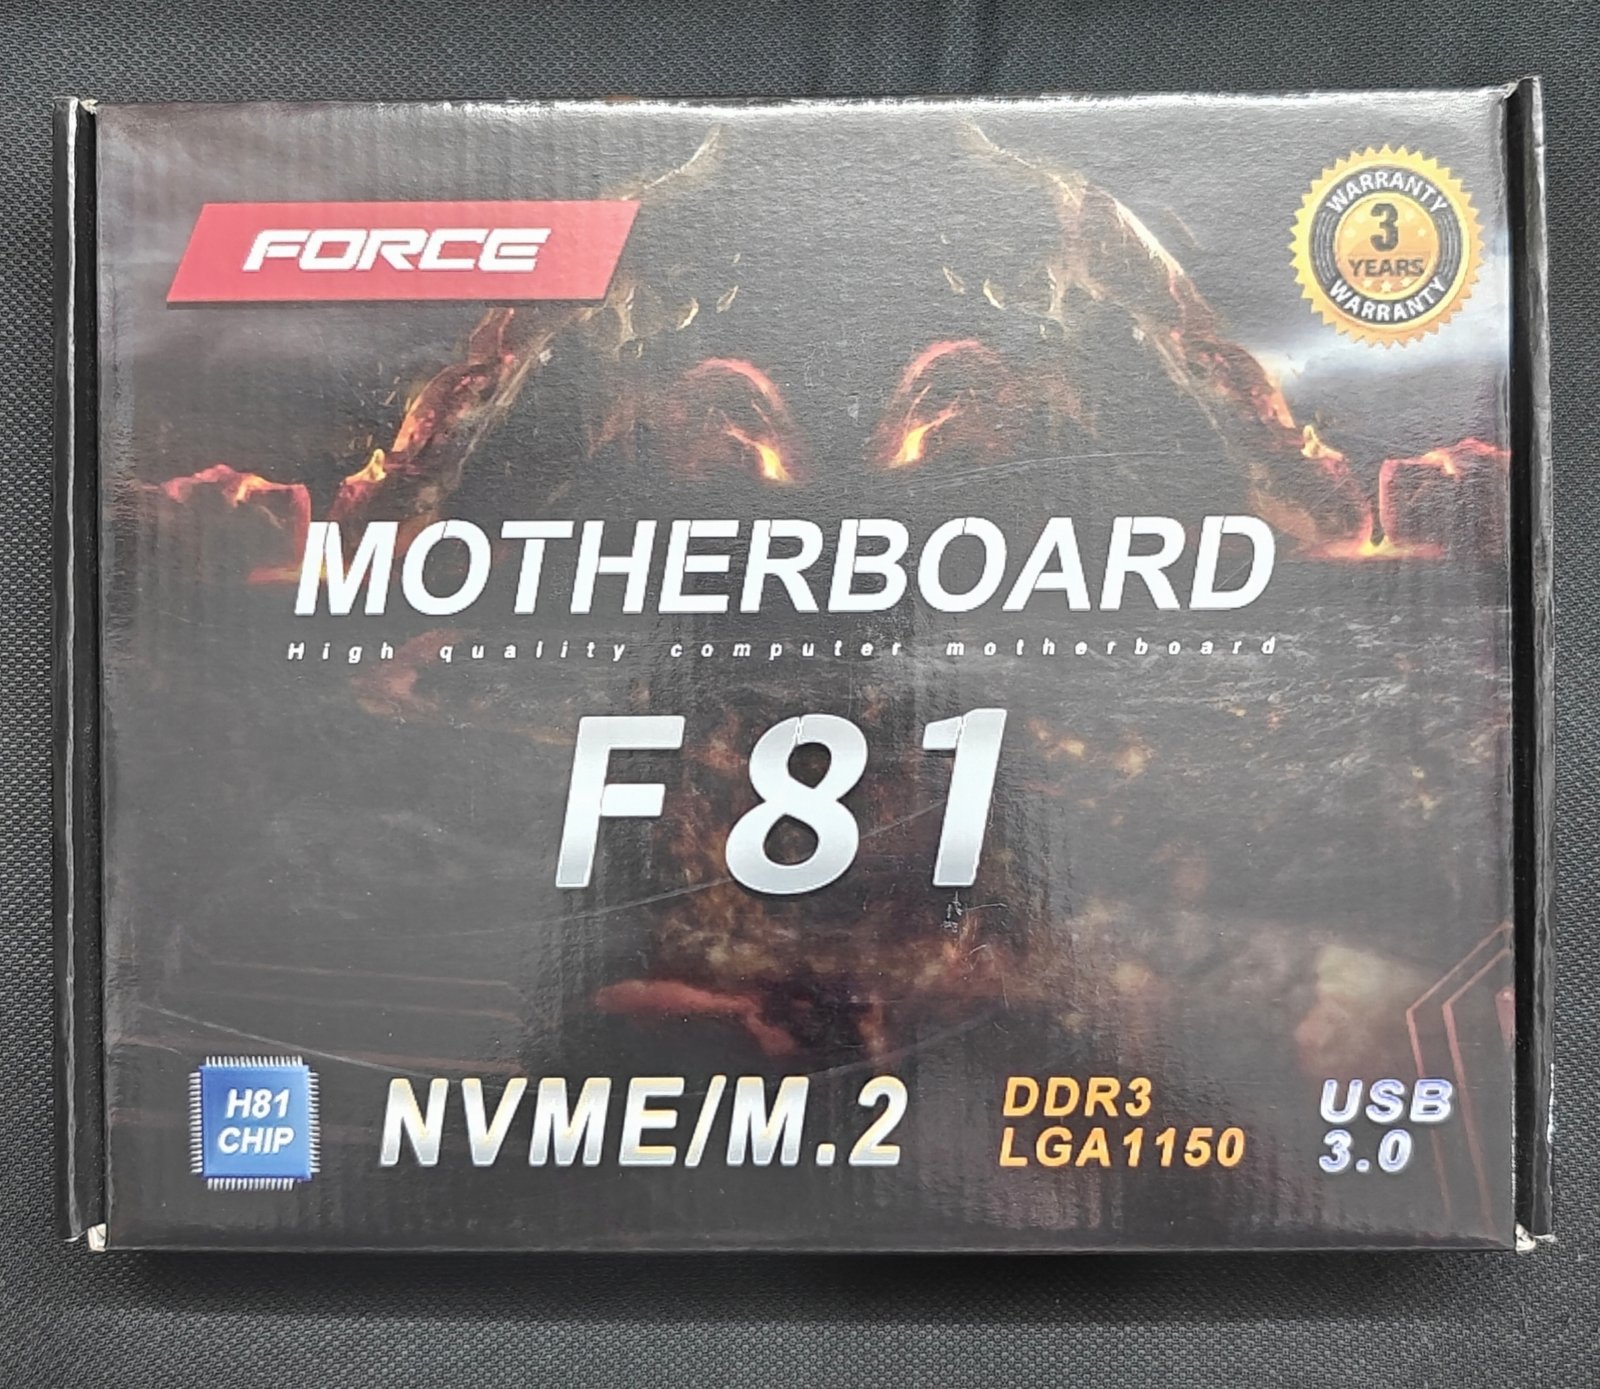 FORCE
WARRANTY
3
YEARS
WARRANTY
MOTHERBOARD
High quality computer motherboard
F81
H81
CHIP
NVME/M.2
DDR3
LGA1150
USB
3.0